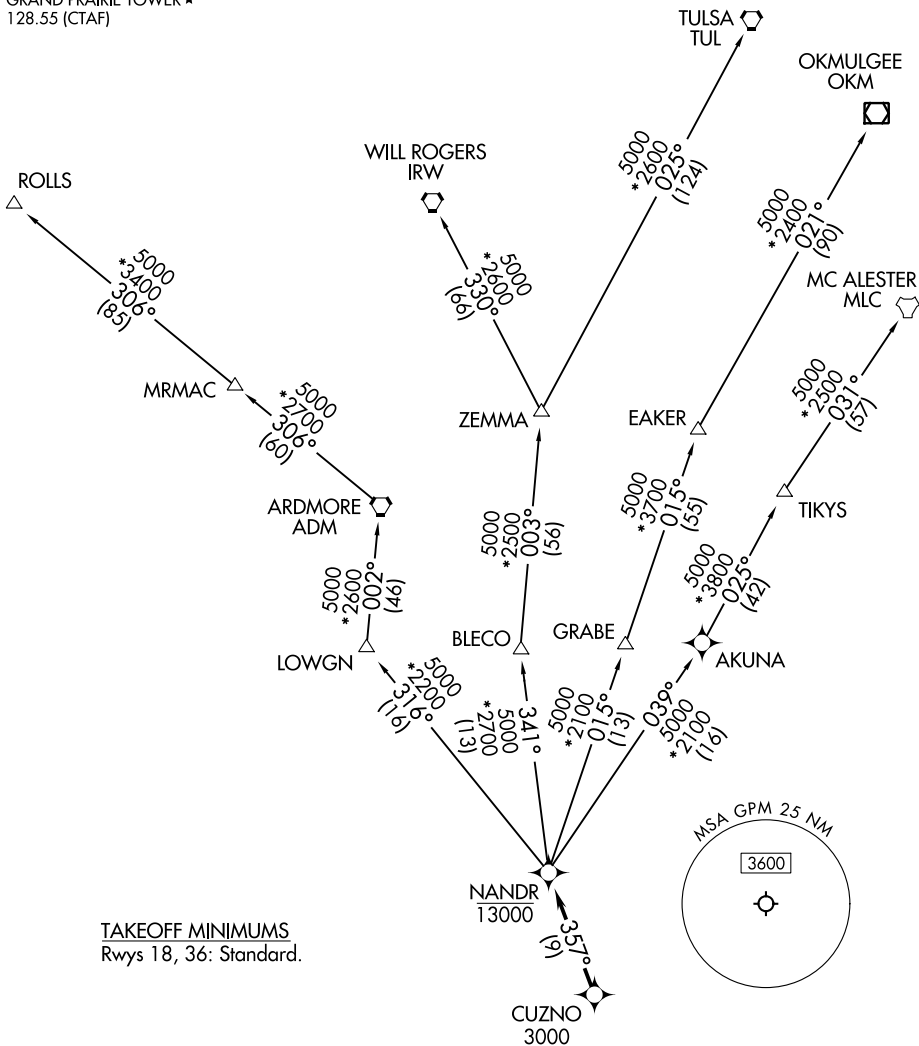 GRAND PRAIRIE TOWER★
128.55 (CTAF)
TULSA
TUL
OKMULGEE
OKM
WILL ROGERS
IRW
ROLLS
5000
*2600
025°
(124)
5000
*2400
021°
(90)
MC ALESTER
MLC
5000
*3400
306°
(85)
5000
*2600
330°
(66)
5000
*2500
031°
(57)
MRMAC
5000
*2700
306°
(60)
ZEMMA
EAKER
ARDMORE
ADM
5000
*2500
003°
(56)
5000
*3700
015°
(55)
TIKYS
5000
*2600
002°
(46)
5000
*3800
025°
(42)
LOWGN
BLECO
GRABE
AKUNA
5000
*2200
316°
(16)
341°
5000
*2700
(13)
5000
*2100
015°
(13)
039°
5000
*2100
(16)
MSA GPM 25 NM
3600
NANDR
13000
TAKEOFF MINIMUMS
Rwys 18, 36: Standard.
357°
(9)
CUZNO
3000